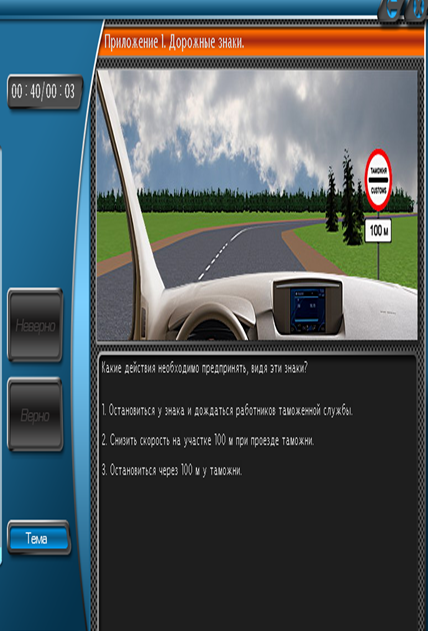 Приложение 1. Дорожные знаки.
00:40/00:03
ТАМОЖНЯ
CUSTOMS
100 м
Неверно
Верно
Тема
Какие действия необходимо предпринять, видя эти знаки?
1. Остановиться у знака и дождаться работников таможенной службы.
2. Снизить скорость на участке 100 м при проезде таможни.
3. Остановиться через 100 м у таможни.